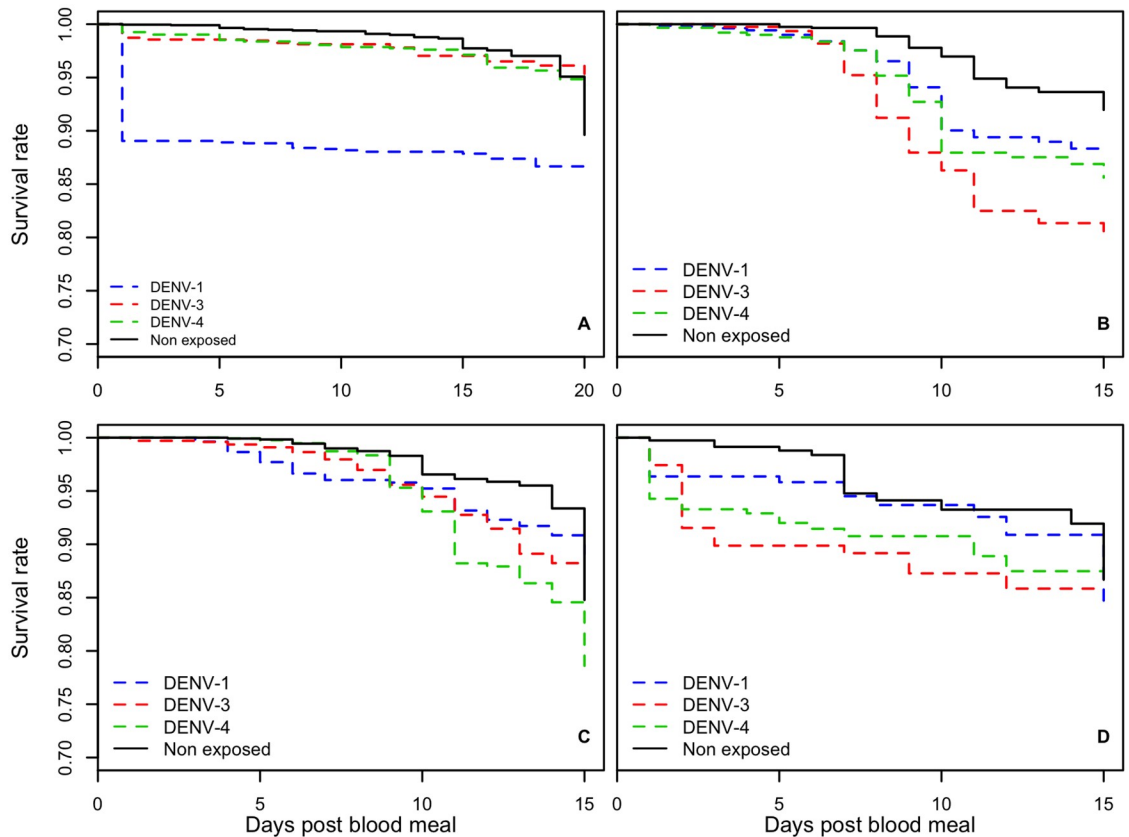 Survival rate
1.00
0.95
0.90
0.85
0.80
0.75
0.70
DENV-1
DENV-3
DENV-4
Non exposed
A
0 5 10 15 20
DENV-1
DENV-3
DENV-4
Non exposed
B
0 5 10 15
Survival rate
1.00
0.95
0.90
0.85
0.80
0.75
0.70
DENV-1
DENV-3
DENV-4
Non exposed
C
0 5 10 15
Days post blood meal
DENV-1
DENV-3
DENV-4
Non exposed
D
0 5 10 15
Days post blood meal